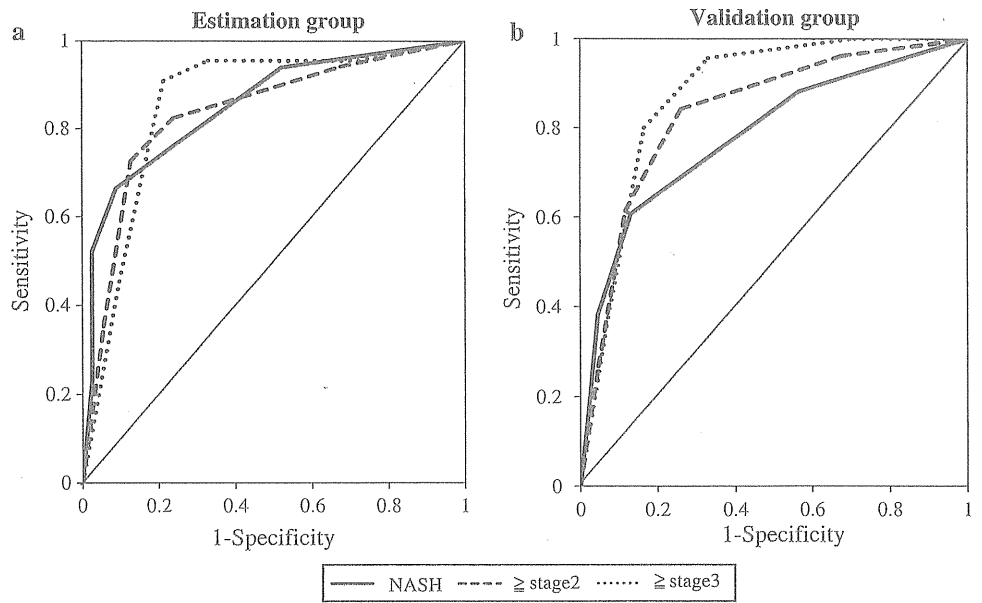 a
Estimation group
1
0.8
0.6
0.4
0.2
0
Sensitivity
0 0.2 0.4 0.6 0.8 1
1-Specificity
b
Validation group
1
0.8
0.6
0.4
0.2
0
Sensitivity
0 0.2 0.4 0.6 0.8 1
1-Specificity
NASH ≧ stage2 ≧ stage3